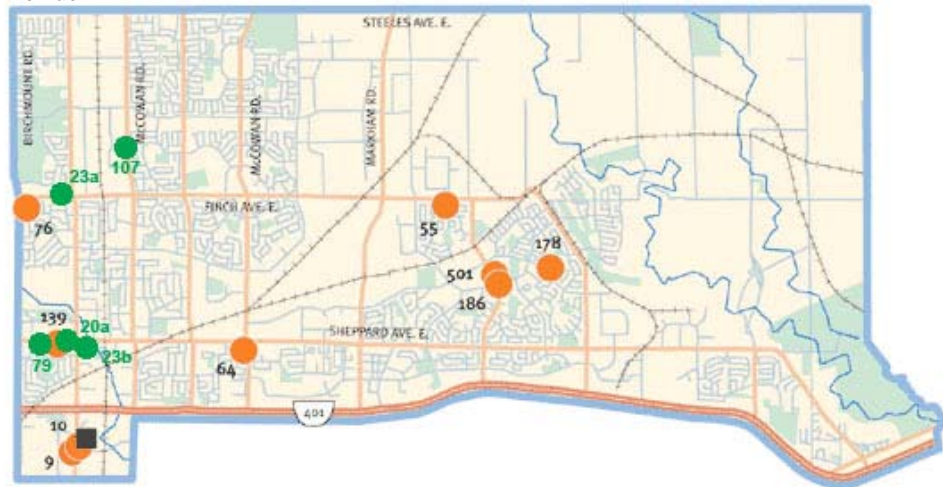 STEELES AVE. E.
BIRCHMOUNT RD.
McCOWAN RD.
McCOWAN RD.
MARKHAM RD.
107
23a
76
FINCH AVE. E.
55
178
501
186
139
20a
79
23b
SHEPPARD AVE. E.
64
401
10
9